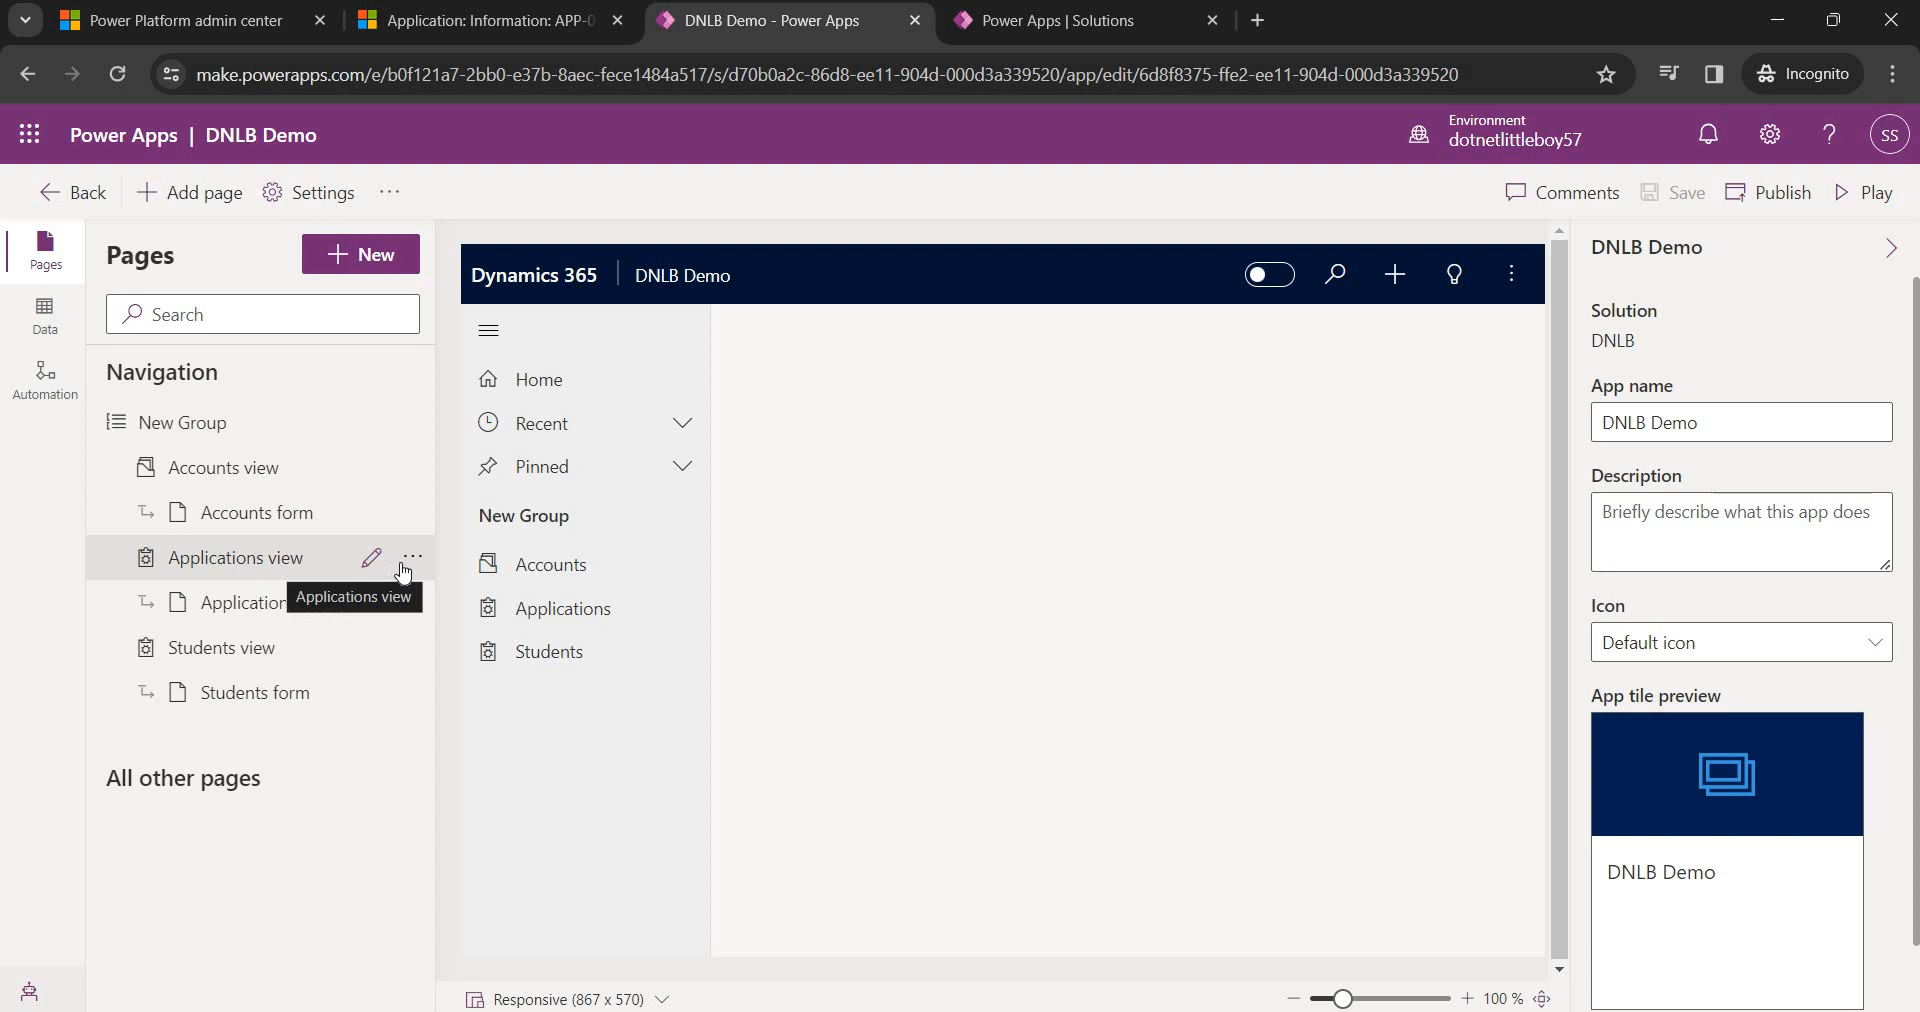 Power Platform admin center
Application: Information: APP-0
DNLB Demo - Power Apps
Power Apps | Solutions
make.powerapps.com/e/b0f121a7-2bb0-e37b-8aec-fece1484a517/s/d70b0a2c-86d8-ee11-904d-000d3a339520/app/edit/6d8f8375-ffe2-ee11-904d-000d3a339520
Incognito
Power Apps | DNLB Demo
Environment
dotnetlittleboy57
SS
Back
Add page
Settings
Comments
Save
Publish
Play
Pages
Data
Automation
Pages
New
Search
Navigation
New Group
Accounts view
Accounts form
Applications view
Application
Applications view
Students view
Students form
All other pages
Dynamics 365
DNLB Demo
Home
Recent
Pinned
New Group
Accounts
Applications
Students
Responsive (867 x 570)
100 %
DNLB Demo
Solution
DNLB
App name
DNLB Demo
Description
Briefly describe what this app does
Icon
Default icon
App tile preview
DNLB Demo